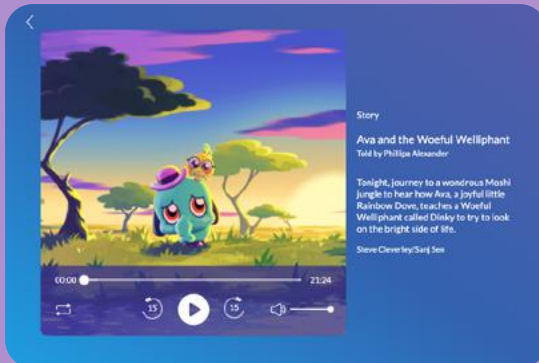 Story
Ava and the Woeful Welliphant
Told by Phillipa Alexander
Tonight, journey to a wondrous Moshi
jungle to hear how Ava, a joyful little
Rainbow Dove, teaches a Woeful
Welliphant called Dinky to try to look
on the bright side of life.
Steve Cleverley/Sanj Sen
00:00
21:24
15
15